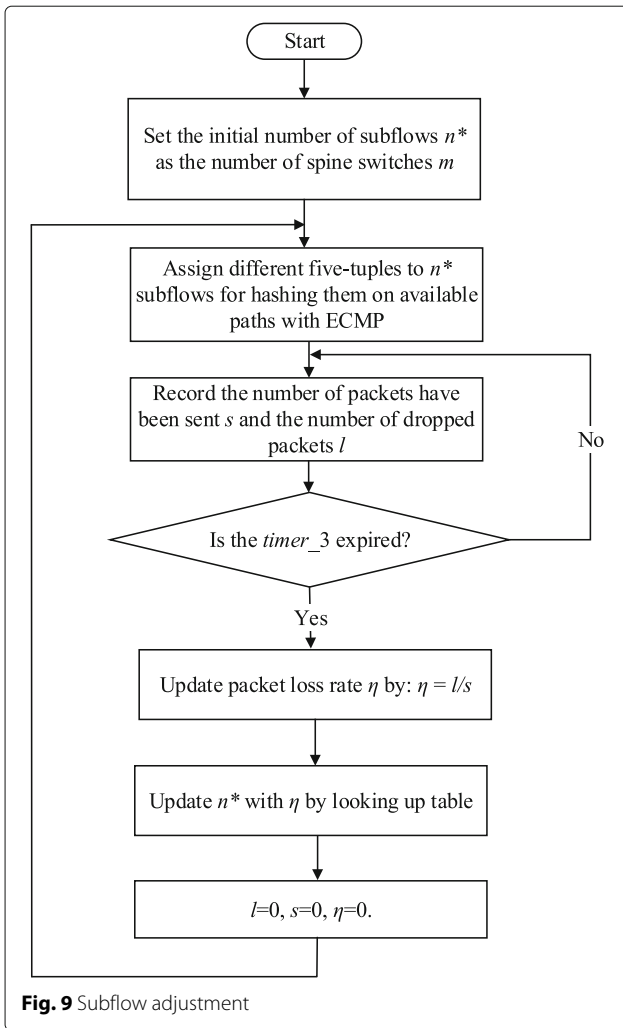 Start
Set the initial number of subflows n*
as the number of spine switches m
Assign different five-tuples to n*
subflows for hashing them on available
paths with ECMP
Record the number of packets have
been sent s and the number of dropped
packets l
No
Is the timer_3 expired?
Yes
Update packet loss rate η by: η = l/s
Update n* with η by looking up table
l=0, s=0, η=0.
Fig. 9 Subflow adjustment